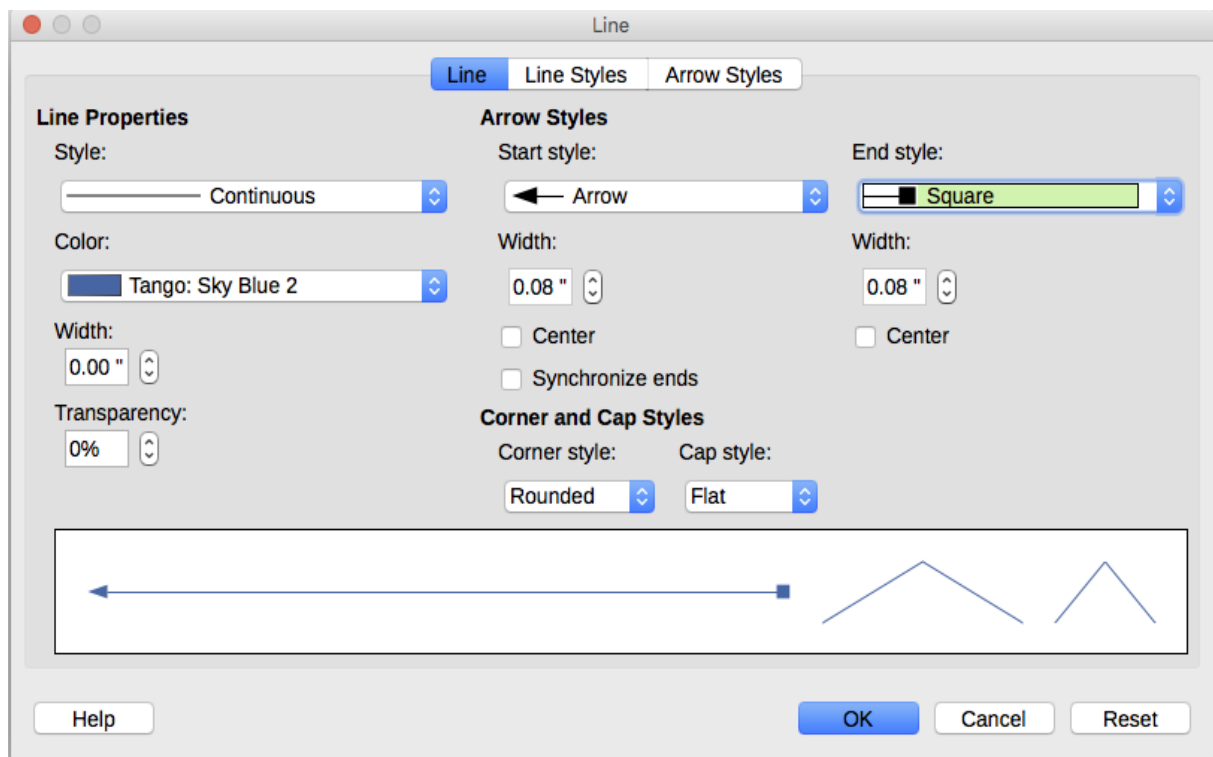 Line
Line Line Styles Arrow Styles
Line Properties
Style:
Continuous
Color:
Tango: Sky Blue 2
Width:
0.00 "
Transparency:
0%
Arrow Styles
Start style: End style:
Arrow Square
Width: Width:
0.08 " 0.08 "
Center Center
Synchronize ends
Corner and Cap Styles
Corner style: Cap style:
Rounded Flat
Help OK Cancel Reset